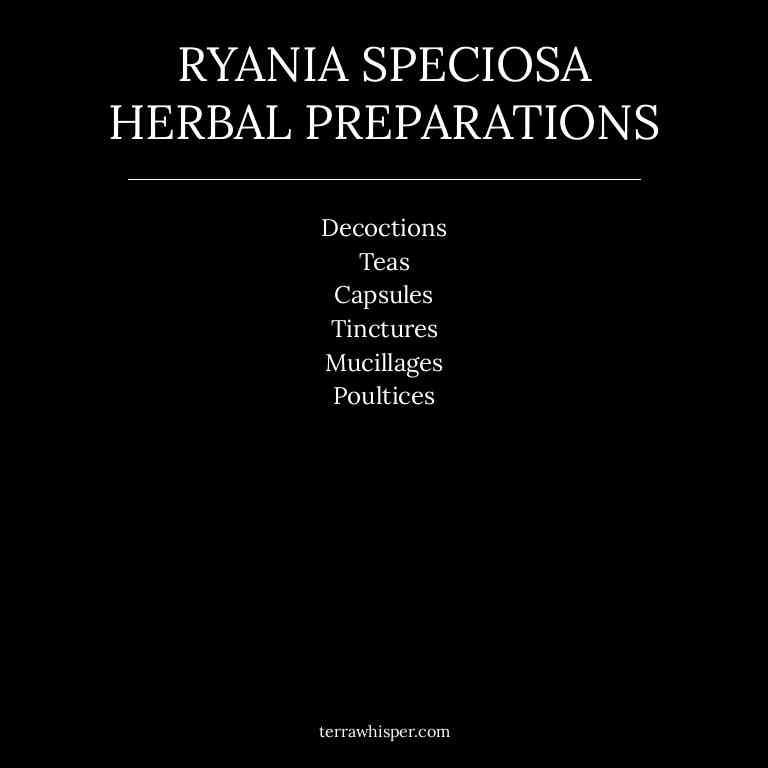 RYANIA SPECIOSA
HERBAL PREPARATIONS
Decoctions
Teas
Capsules
Tinctures
Mucillages
Poultices
terrawhisper.com